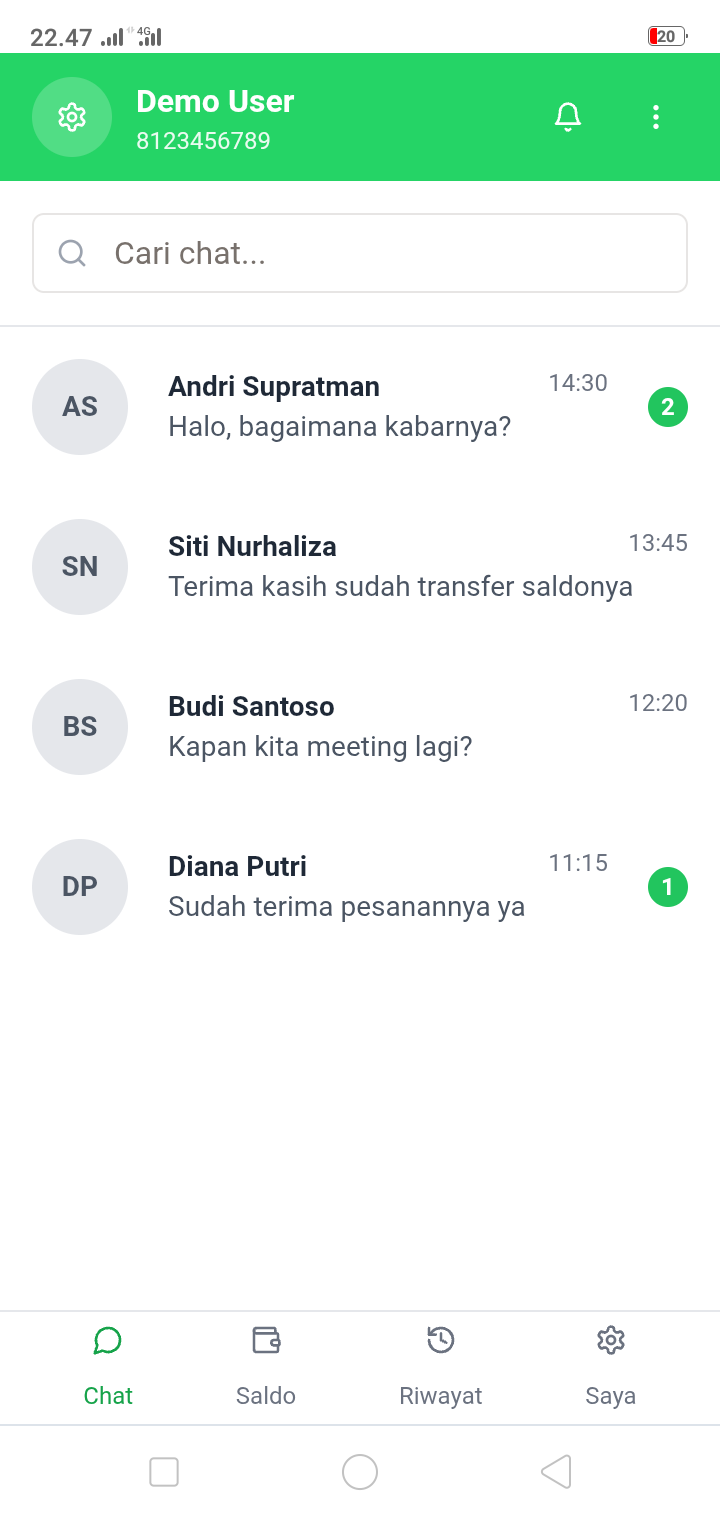 22.47 4G 20
Demo User
8123456789
Cari chat...
AS Andri Supratman 14:30
Halo, bagaimana kabarnya? 2
SN Siti Nurhaliza 13:45
Terima kasih sudah transfer saldonya
BS Budi Santoso 12:20
Kapan kita meeting lagi?
DP Diana Putri 11:15
Sudah terima pesanannya ya 1
Chat Saldo Riwayat Saya